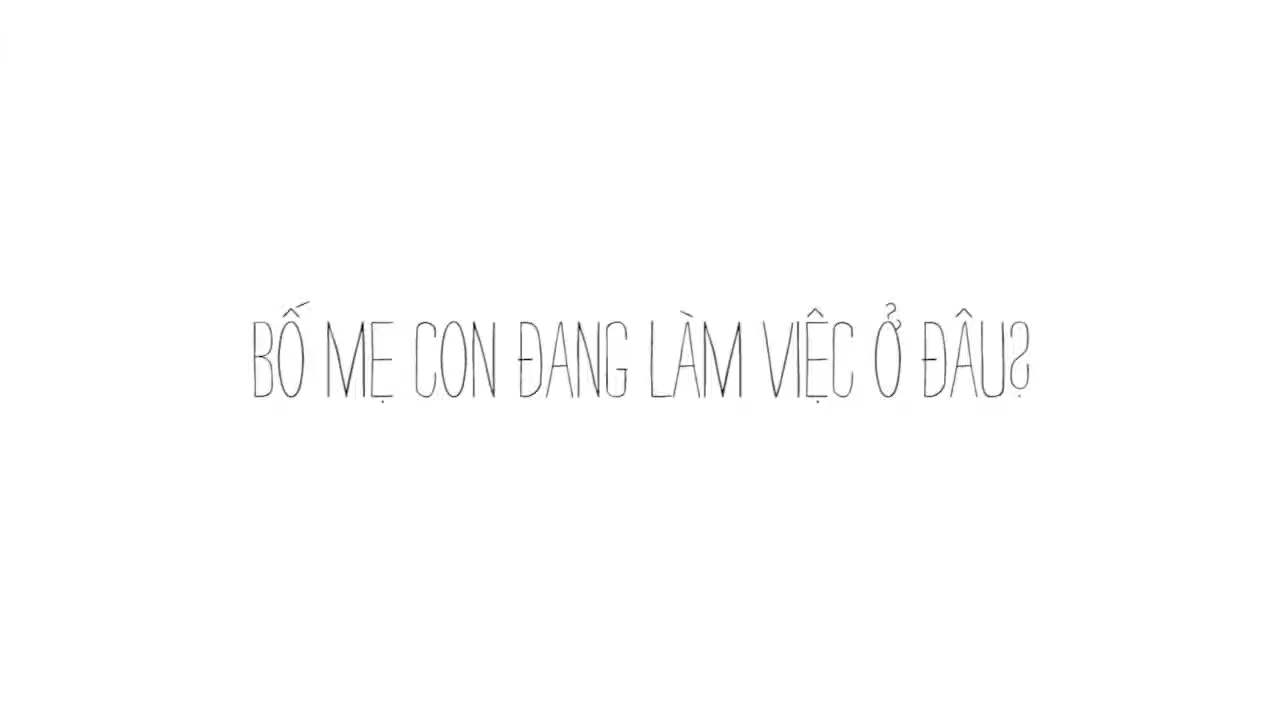 BỐ MẸ CON ĐANG LÀM VIỆC Ở ĐÂU?